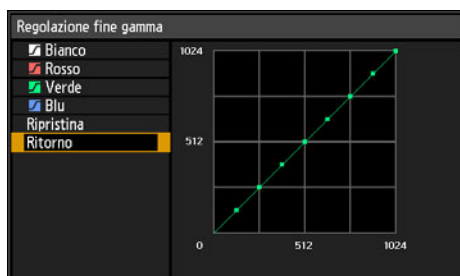 Regolazione fine gamma
Bianco
Rosso
Verde
Blu
Ripristina
Ritorno
1024
512
0
512
1024